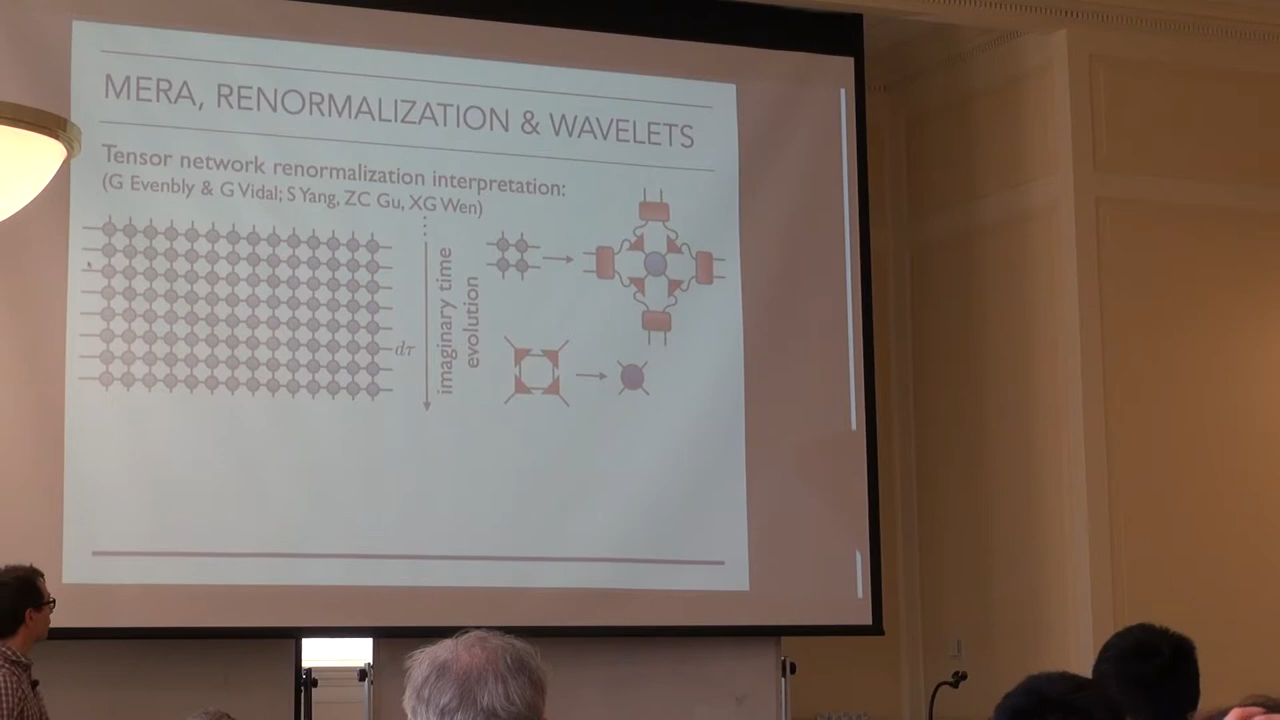 MERA, RENORMALIZATION & WAVELETS
Tensor network renormalization interpretation:
(G Evenbly & G Vidal; S Yang, ZC Gu, XG Wen)
dτ
imaginary time
evolution